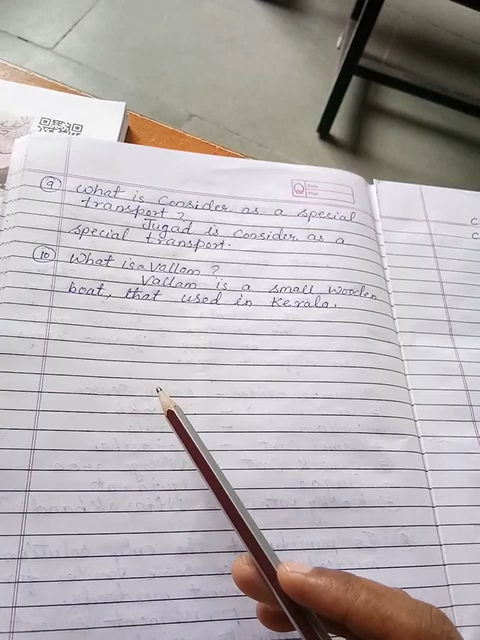 9 What is Consider as a special
transport?
Jugad is Consider as a
special transport.
10 What is a Vallam ?
Vallam is a small wooden
boat, that used in Kerala.